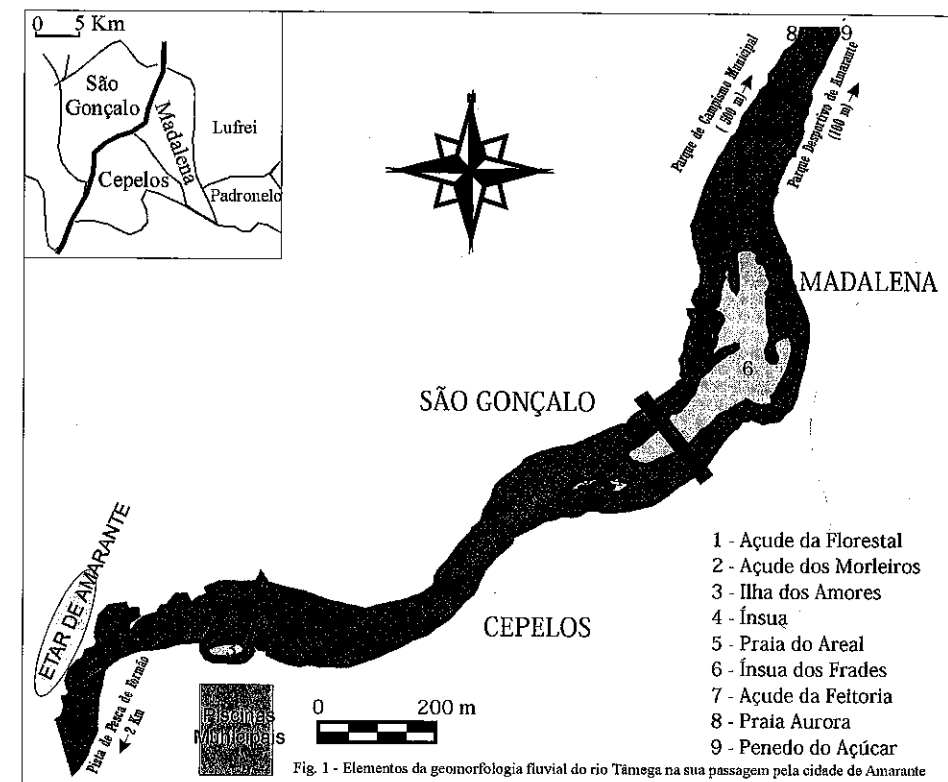 0 5 Km
São
Gonçalo
Madalena
Lufrei
Cepelos
Padronelo
8 9
Parque de Campismo Municipal
( 500 m)
Parque Desportivo de Amarante
(100 m)
MADALENA
6
SÃO GONÇALO
ETAR DE AMARANTE
CEPELOS
Pista de Pesca de Formão
2 Km
Piscinas
Municipais
0 200 m
1 - Açude da Florestal
2 - Açude dos Morleiros
3 - Ilha dos Amores
4 - Ínsua
5 - Praia do Areal
6 - Ínsua dos Frades
7 - Açude da Feitoria
8 - Praia Aurora
9 - Penedo do Açúcar
Fig. 1 - Elementos da geomorfologia fluvial do rio Tâmega na sua passagem pela cidade de Amarante